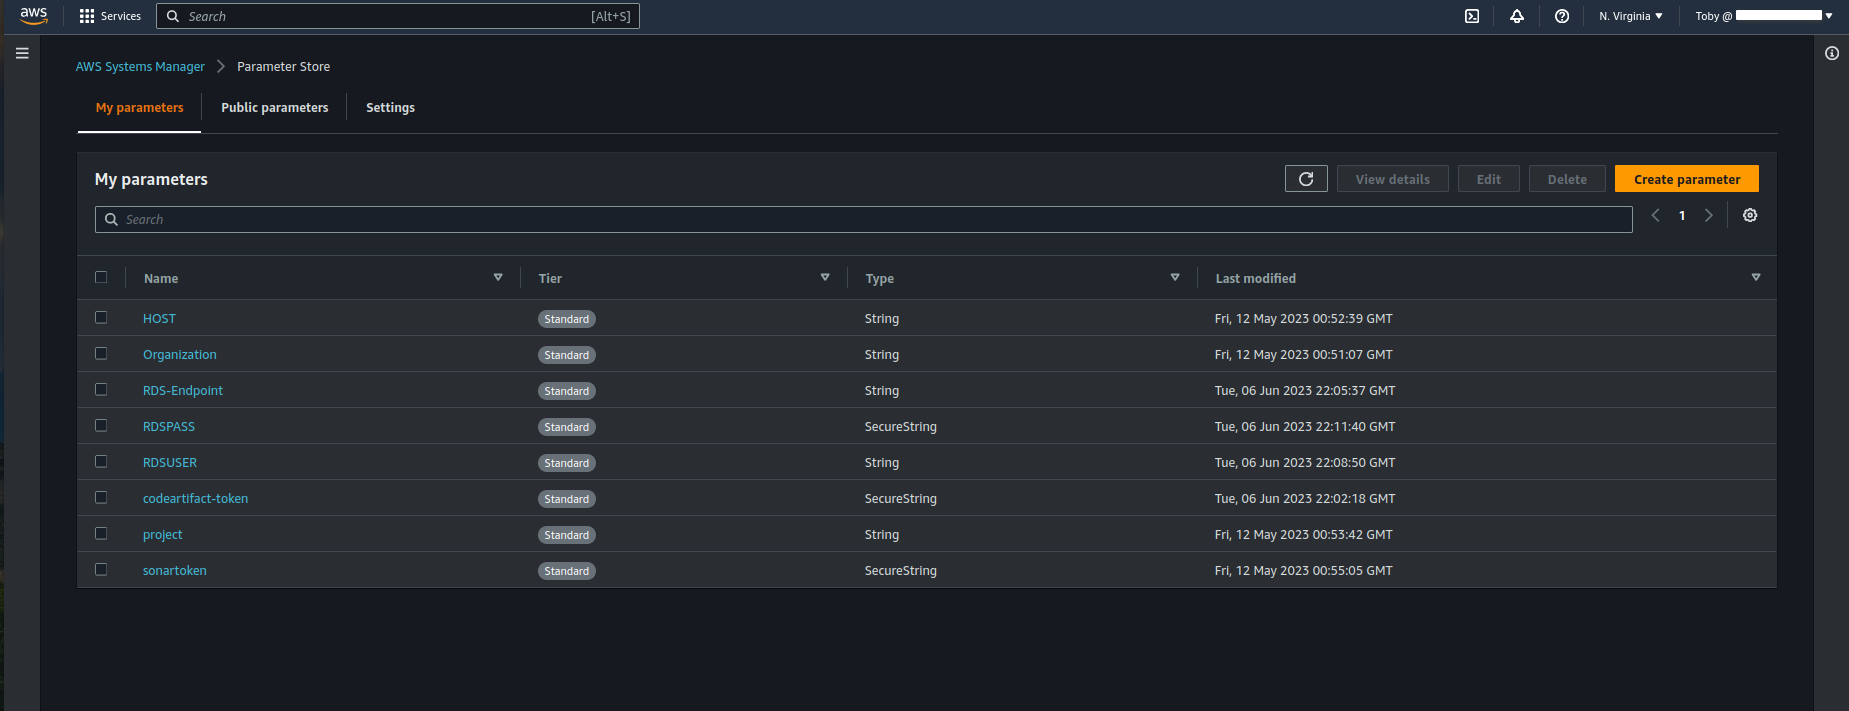 aws Services Search [Alt+S] N. Virginia Toby @
AWS Systems Manager Parameter Store
My parameters Public parameters Settings
My parameters View details Edit Delete Create parameter
Search 1
Name Tier Type Last modified
HOST Standard String Fri, 12 May 2023 00:52:39 GMT
Organization Standard String Fri, 12 May 2023 00:51:07 GMT
RDS-Endpoint Standard String Tue, 06 Jun 2023 22:05:37 GMT
RDSPASS Standard SecureString Tue, 06 Jun 2023 22:11:40 GMT
RDSUSER Standard String Tue, 06 Jun 2023 22:08:50 GMT
codeartifact-token Standard SecureString Tue, 06 Jun 2023 22:02:18 GMT
project Standard String Fri, 12 May 2023 00:53:42 GMT
sonartoken Standard SecureString Fri, 12 May 2023 00:55:05 GMT